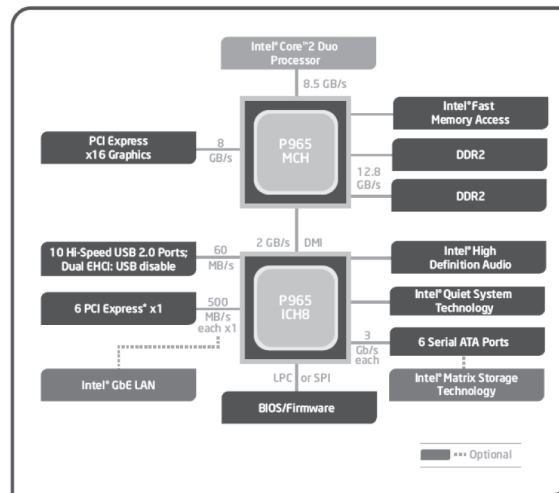 Intel® Core™2 Duo
Processor
8.5 GB/s
P965
MCH
Intel® Fast
Memory Access
PCI Express
x16 Graphics
8
GB/s
DDR2
12.8
GB/s
DDR2
2 GB/s DMI
10 Hi-Speed USB 2.0 Ports;
Dual EHCI: USB disable
60
MB/s
P965
ICH8
Intel® High
Definition Audio
6 PCI Express* x1
500
MB/s
each x1
Intel® Quiet System
Technology
3
Gb/s
each
6 Serial ATA Ports
Intel® GbE LAN
LPC or SPI
Intel® Matrix Storage
Technology
BIOS/Firmware
Optional